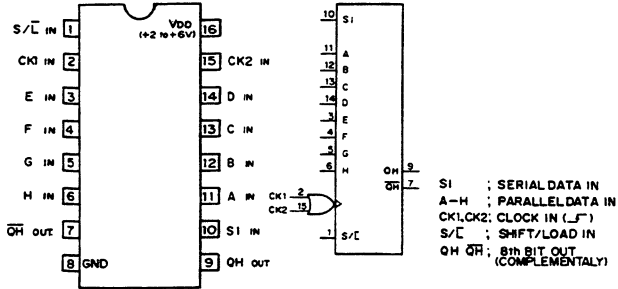 S/L̅ IN 1
CK1 IN 2
E IN 3
F IN 4
G IN 5
H IN 6
Q̅H̅ OUT 7
8 GND
VDD 16
(+2 to +6V)
15 CK2 IN
14 D IN
13 C IN
12 B IN
11 A IN
10 SI IN
9 QH OUT
10 SI
11 A
12 B
13 C
14 D
3 E
4 F
5 G
6 H
QH 9
Q̅H̅ 7
CK1 2
CK2 15
1 S/L̅
SI ; SERIAL DATA IN
A-H ; PARALLEL DATA IN
CK1,CK2; CLOCK IN ( )
S/L̅ ; SHIFT/LOAD IN
QH Q̅H̅ ; 8th BIT OUT
(COMPLEMENTALY)